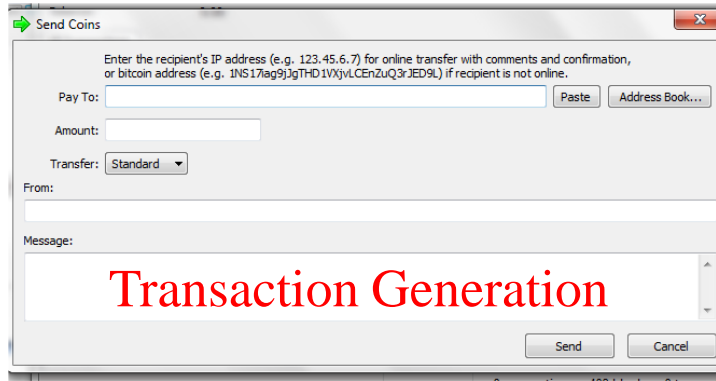 Send Coins
Enter the recipient's IP address (e.g. 123.45.6.7) for online transfer with comments and confirmation,
or bitcoin address (e.g. 1NS17iag9jJgTHD1VXjvLCEnZuQ3rJED9L) if recipient is not online.
Pay To: Paste Address Book...
Amount:
Transfer: Standard
From:
Message:
Transaction Generation
Send Cancel